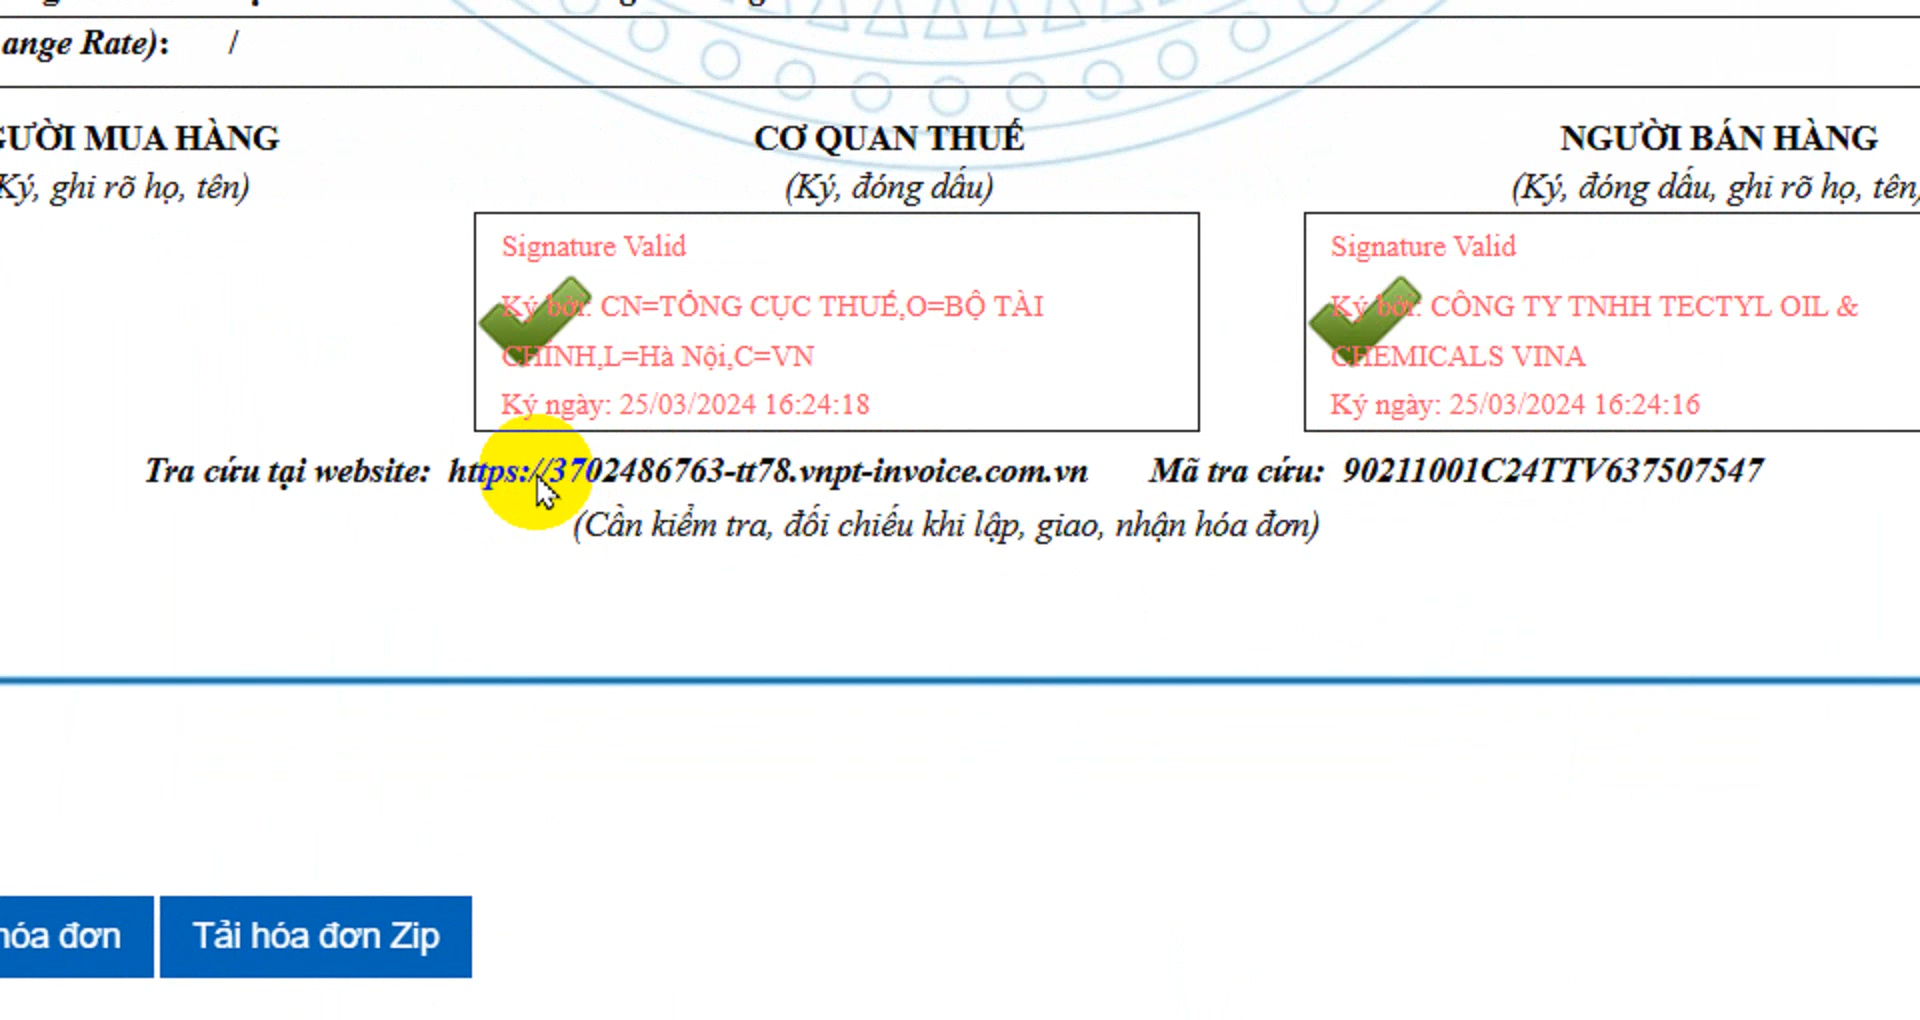 ange Rate): /
GƯỜI MUA HÀNG
Ký, ghi rõ họ, tên)
CƠ QUAN THUẾ
(Ký, đóng dấu)
NGƯỜI BÁN HÀNG
(Ký, đóng dấu, ghi rõ họ, tên
Signature Valid
Ký bởi: CN=TỔNG CỤC THUẾ,O=BỘ TÀI
CHÍNH,L=Hà Nội,C=VN
Ký ngày: 25/03/2024 16:24:18
Signature Valid
Ký bởi: CÔNG TY TNHH TECTYL OIL &
CHEMICALS VINA
Ký ngày: 25/03/2024 16:24:16
Tra cứu tại website: https://3702486763-tt78.vnpt-invoice.com.vn Mã tra cứu: 90211001C24TTV637507547
(Cần kiểm tra, đối chiếu khi lập, giao, nhận hóa đơn)
hóa đơn
Tải hóa đơn Zip